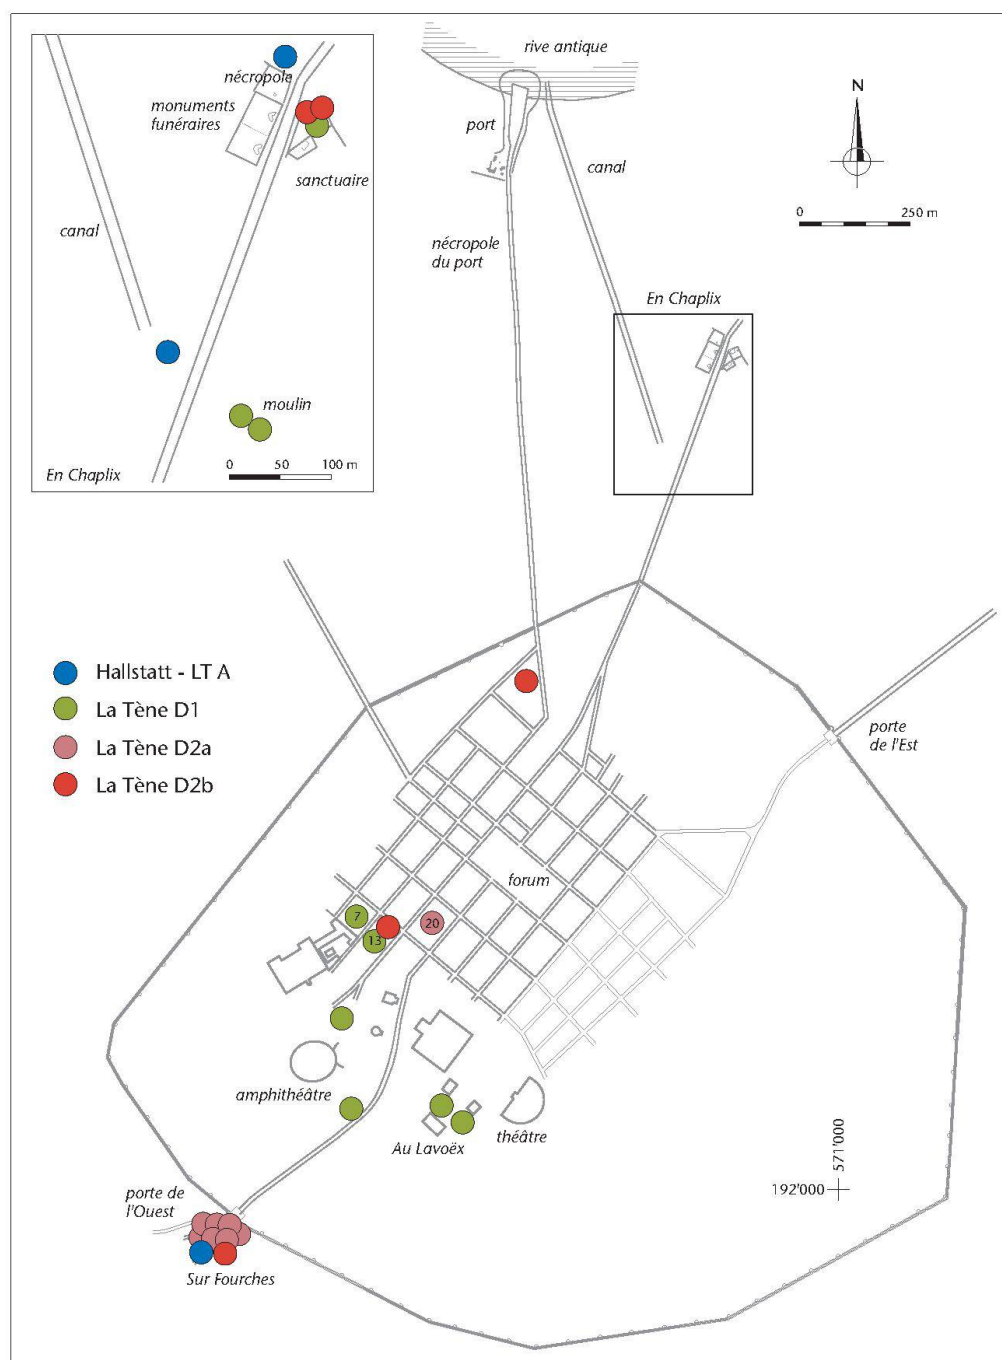 rive antique
nécropole
monuments
funéraires
sanctuaire
canal
moulin
0 50 100 m
En Chaplix
port
canal
nécropole
du port
N
0 250 m
En Chaplix
Hallstatt - LT A
La Tène D1
La Tène D2a
La Tène D2b
porte
de l'Est
forum
7
13
20
amphithéâtre
Au Lavoëx
théâtre
porte de
l'Ouest
Sur Fourches
571'000
192'000